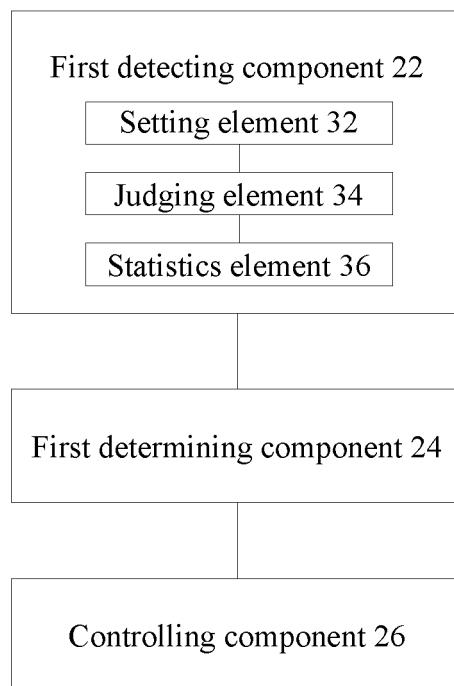 First detecting component 22
Setting element 32
Judging element 34
Statistics element 36
First determining component 24
Controlling component 26